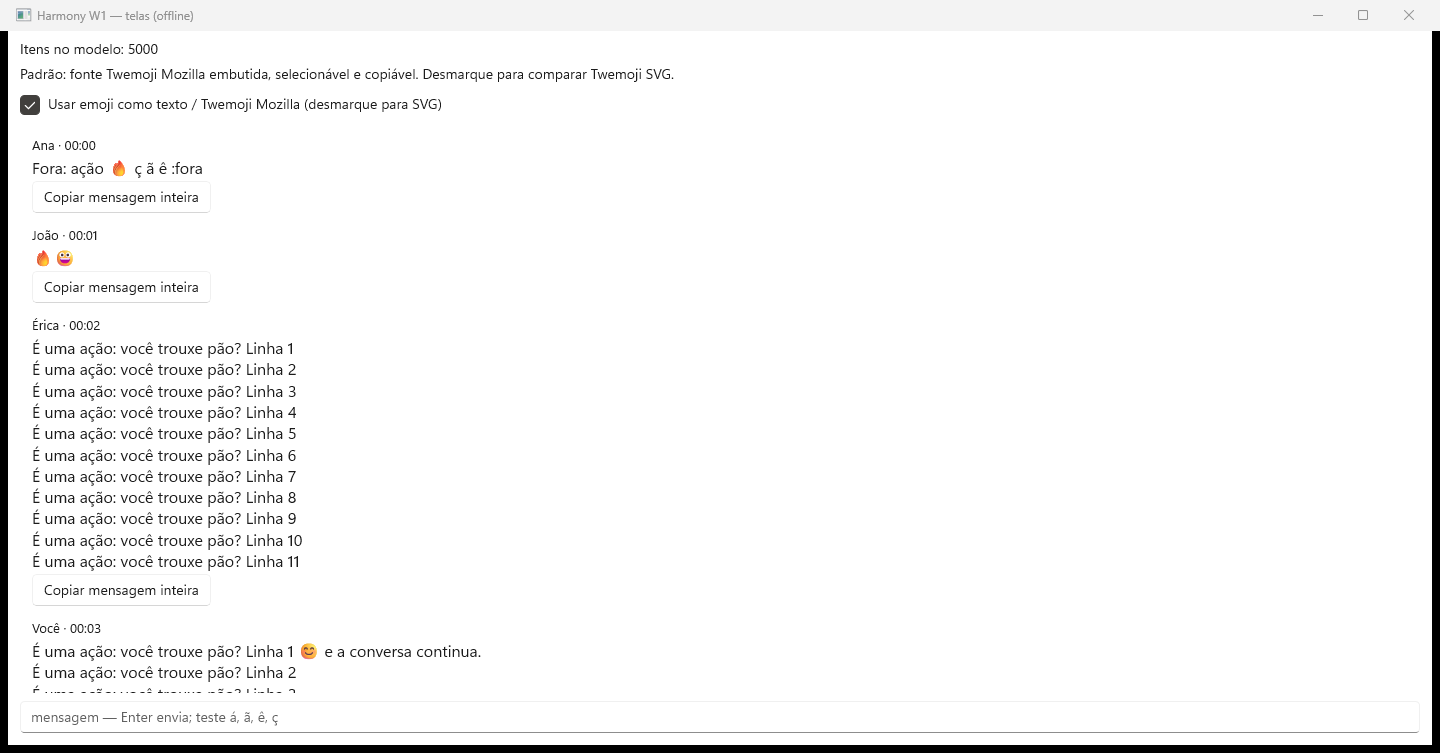 Harmony W1 — telas (offline)
Itens no modelo: 5000
Padrão: fonte Twemoji Mozilla embutida, selecionável e copiável. Desmarque para comparar Twemoji SVG.
Usar emoji como texto / Twemoji Mozilla (desmarque para SVG)
Ana · 00:00
Fora: ação 🔥 ç ã ê :fora
Copiar mensagem inteira
João · 00:01
🔥😀
Copiar mensagem inteira
Érica · 00:02
É uma ação: você trouxe pão? Linha 1
É uma ação: você trouxe pão? Linha 2
É uma ação: você trouxe pão? Linha 3
É uma ação: você trouxe pão? Linha 4
É uma ação: você trouxe pão? Linha 5
É uma ação: você trouxe pão? Linha 6
É uma ação: você trouxe pão? Linha 7
É uma ação: você trouxe pão? Linha 8
É uma ação: você trouxe pão? Linha 9
É uma ação: você trouxe pão? Linha 10
É uma ação: você trouxe pão? Linha 11
Copiar mensagem inteira
Você · 00:03
É uma ação: você trouxe pão? Linha 1 😊 e a conversa continua.
É uma ação: você trouxe pão? Linha 2
É uma ação: você trouxe pão? Linha 3
mensagem — Enter envia; teste á, ã, ê, ç